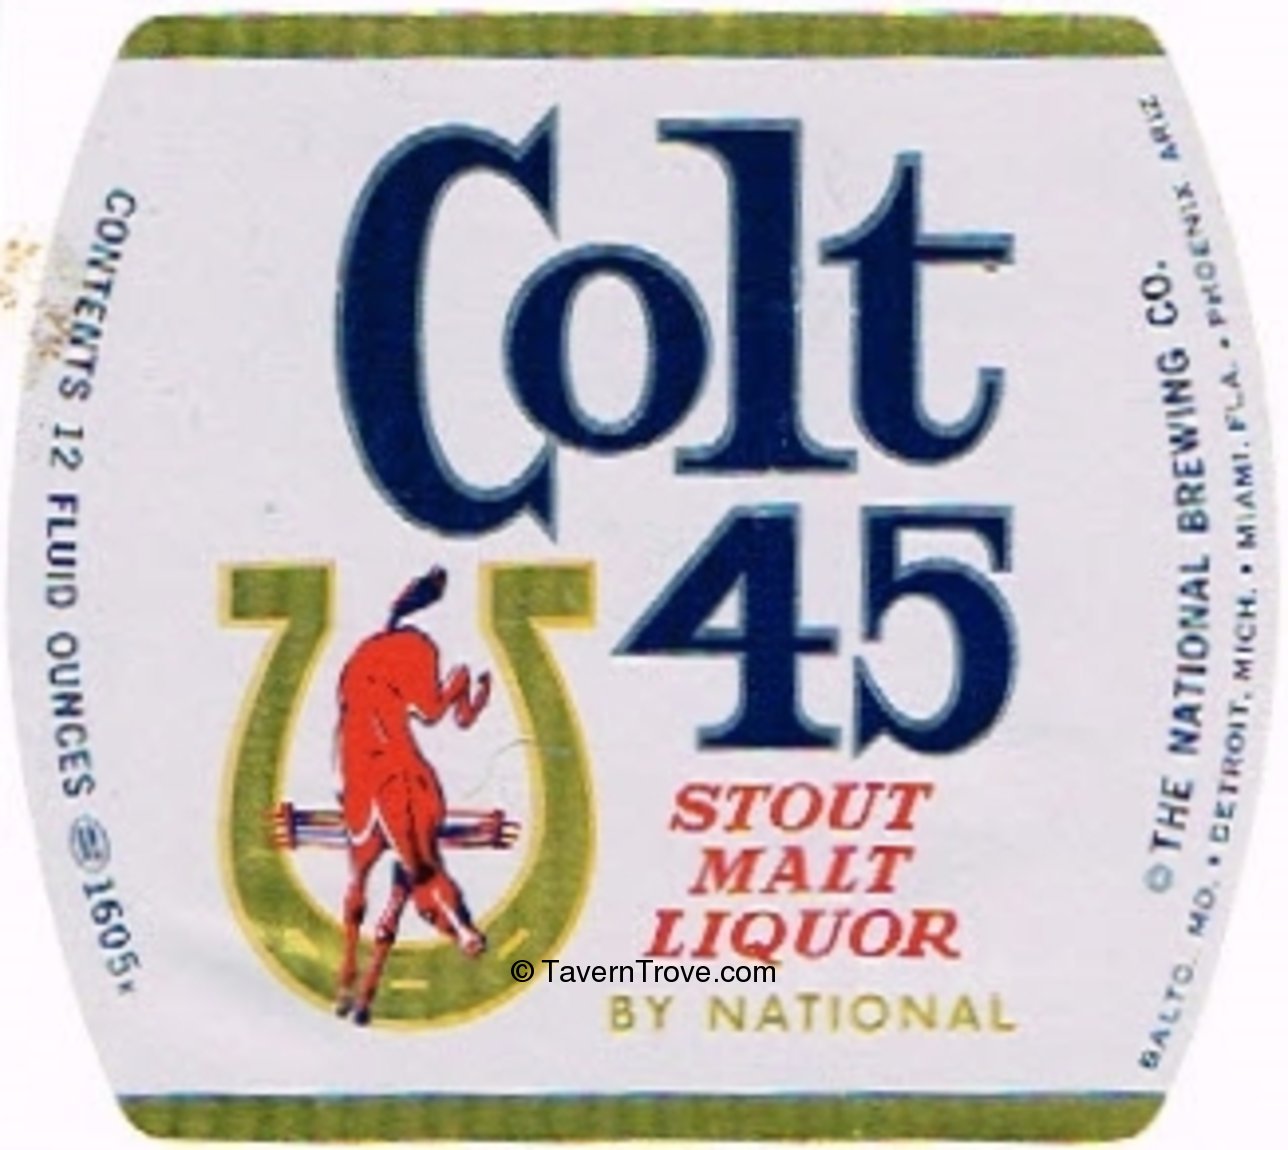 Colt
45
STOUT
MALT
LIQUOR
BY NATIONAL
CONTENTS 12 FLUID OUNCES
1605K
© THE NATIONAL BREWING CO.
BALTO. MD. • DETROIT, MICH. • MIAMI, FLA. • PHOENIX ARIZ
© TavernTrove.com